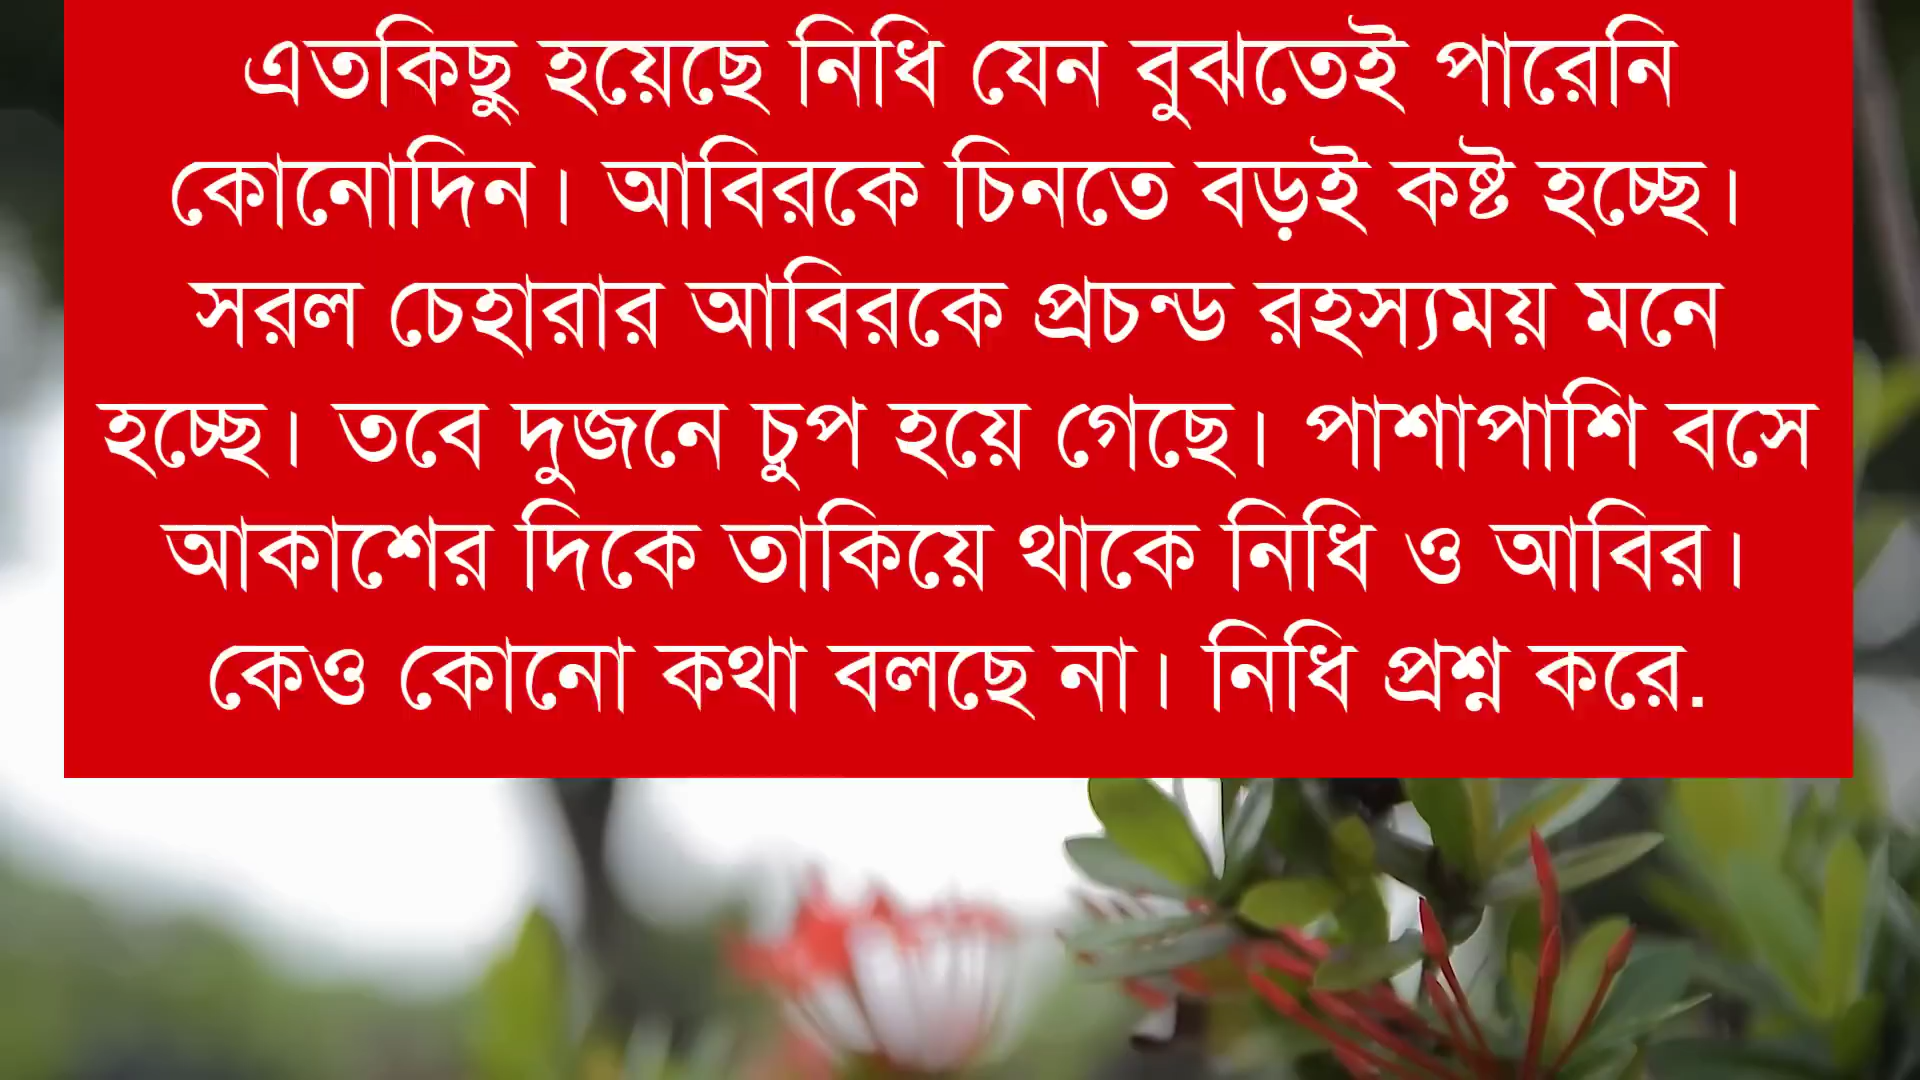 এতকিছু হয়েছে নিধি যেন বুঝতেই পারেনি
কোনোদিন। আবিরকে চিনতে বড়ই কষ্ট হচ্ছে।
সরল চেহারার আবিরকে প্রচন্ড রহস্যময় মনে
হচ্ছে। তবে দুজনে চুপ হয়ে গেছে। পাশাপাশি বসে
আকাশের দিকে তাকিয়ে থাকে নিধি ও আবির।
কেও কোনো কথা বলছে না। নিধি প্রশ্ন করে.